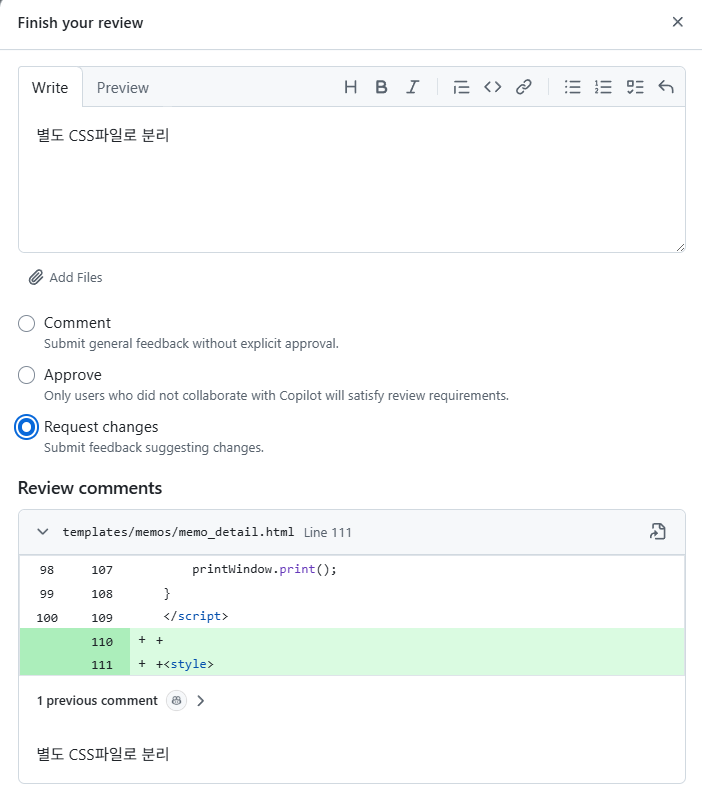 Finish your review
Write Preview
별도 CSS파일로 분리
Add Files
Comment
Submit general feedback without explicit approval.
Approve
Only users who did not collaborate with Copilot will satisfy review requirements.
Request changes
Submit feedback suggesting changes.
Review comments
templates/memos/memo_detail.html Line 111
98 107 printWindow.print();
99 108 }
100 109 </script>
110 + +
111 + +<style>
1 previous comment
별도 CSS파일로 분리